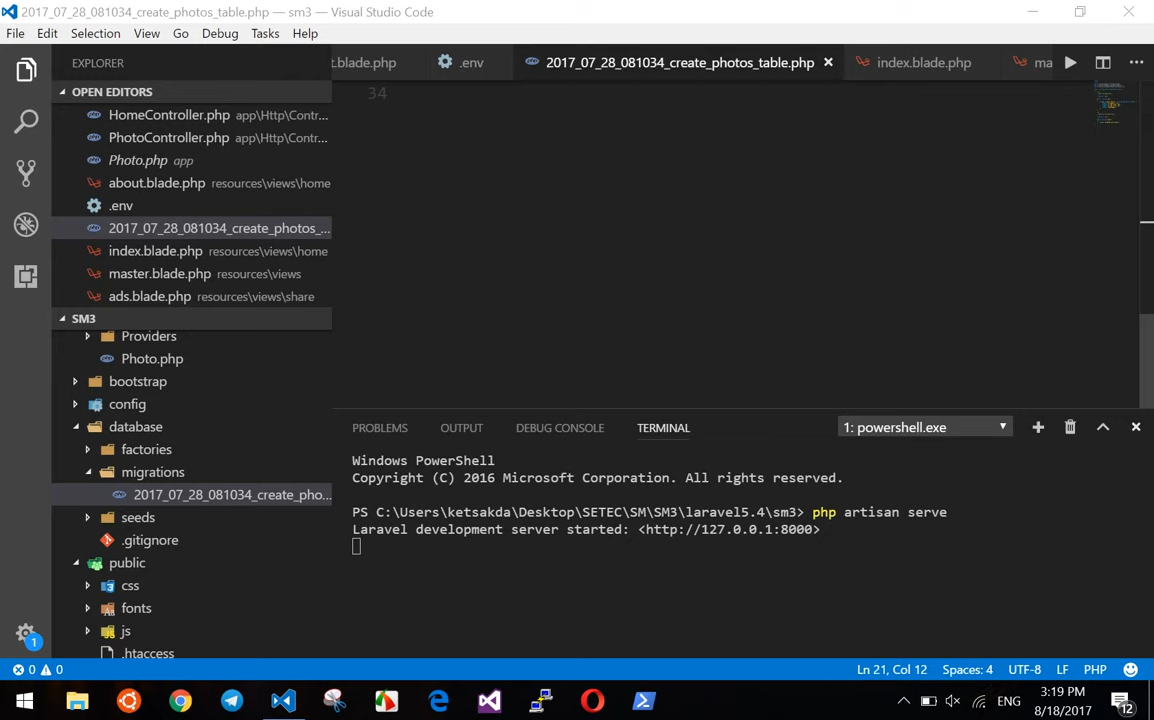 2017_07_28_081034_create_photos_table.php — sm3 — Visual Studio Code
File Edit Selection View Go Debug Tasks Help
EXPLORER
t.blade.php .env 2017_07_28_081034_create_photos_table.php index.blade.php ma
OPEN EDITORS
34
HomeController.php app\Http\Contr...
PhotoController.php app\Http\Contr...
Photo.php app
about.blade.php resources\views\home
.env
2017_07_28_081034_create_photos_...
index.blade.php resources\views\home
master.blade.php resources\views
ads.blade.php resources\views\share
SM3
Providers
Photo.php
bootstrap
config
database
factories
migrations
2017_07_28_081034_create_pho...
seeds
.gitignore
public
css
fonts
js
.htaccess
PROBLEMS OUTPUT DEBUG CONSOLE TERMINAL 1: powershell.exe
Windows PowerShell
Copyright (C) 2016 Microsoft Corporation. All rights reserved.
PS C:\Users\ketsakda\Desktop\SETEC\SM\SM3\laravel5.4\sm3> php artisan serve
Laravel development server started: <http://127.0.0.1:8000>
1
0 0 Ln 21, Col 12 Spaces: 4 UTF-8 LF PHP
ENG 3:19 PM
8/18/2017 12